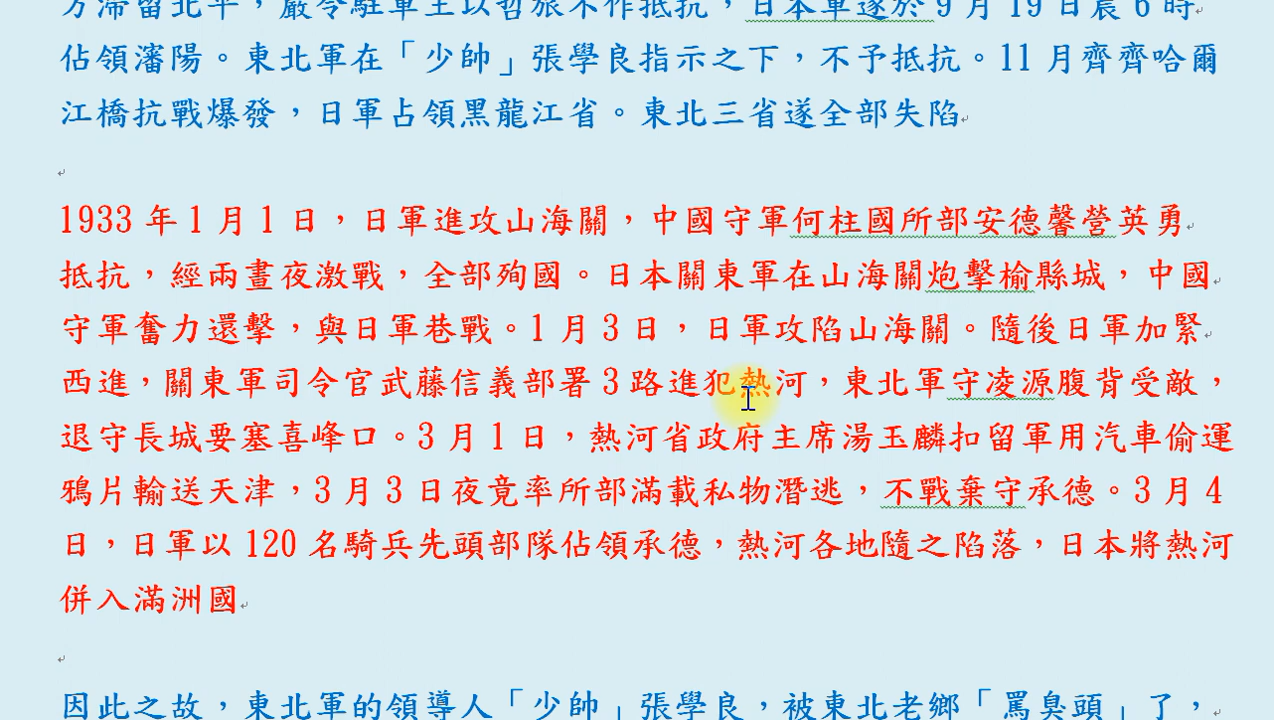 方滯留北平，嚴令駐軍主以哲旅不作抵抗，日本軍遂於 9 月 19 日晨 6 時
佔領瀋陽。東北軍在「少帥」張學良指示之下，不予抵抗。11 月齊齊哈爾
江橋抗戰爆發，日軍占領黑龍江省。東北三省遂全部失陷
1933 年 1 月 1 日，日軍進攻山海關，中國守軍何柱國所部安德馨營英勇
抵抗，經兩晝夜激戰，全部殉國。日本關東軍在山海關炮擊榆縣城，中國
守軍奮力還擊，與日軍巷戰。1 月 3 日，日軍攻陷山海關。隨後日軍加緊
西進，關東軍司令官武藤信義部署 3 路進犯熱河，東北軍守凌源腹背受敵，
退守長城要塞喜峰口。3 月 1 日，熱河省政府主席湯玉麟扣留軍用汽車偷運
鴉片輸送天津，3 月 3 日夜竟率所部滿載私物潛逃，不戰棄守承德。3 月 4
日，日軍以 120 名騎兵先頭部隊佔領承德，熱河各地隨之陷落，日本將熱河
併入滿洲國
因此之故，東北軍的領導人「少帥」張學良，被東北老鄉「罵臭頭」了，